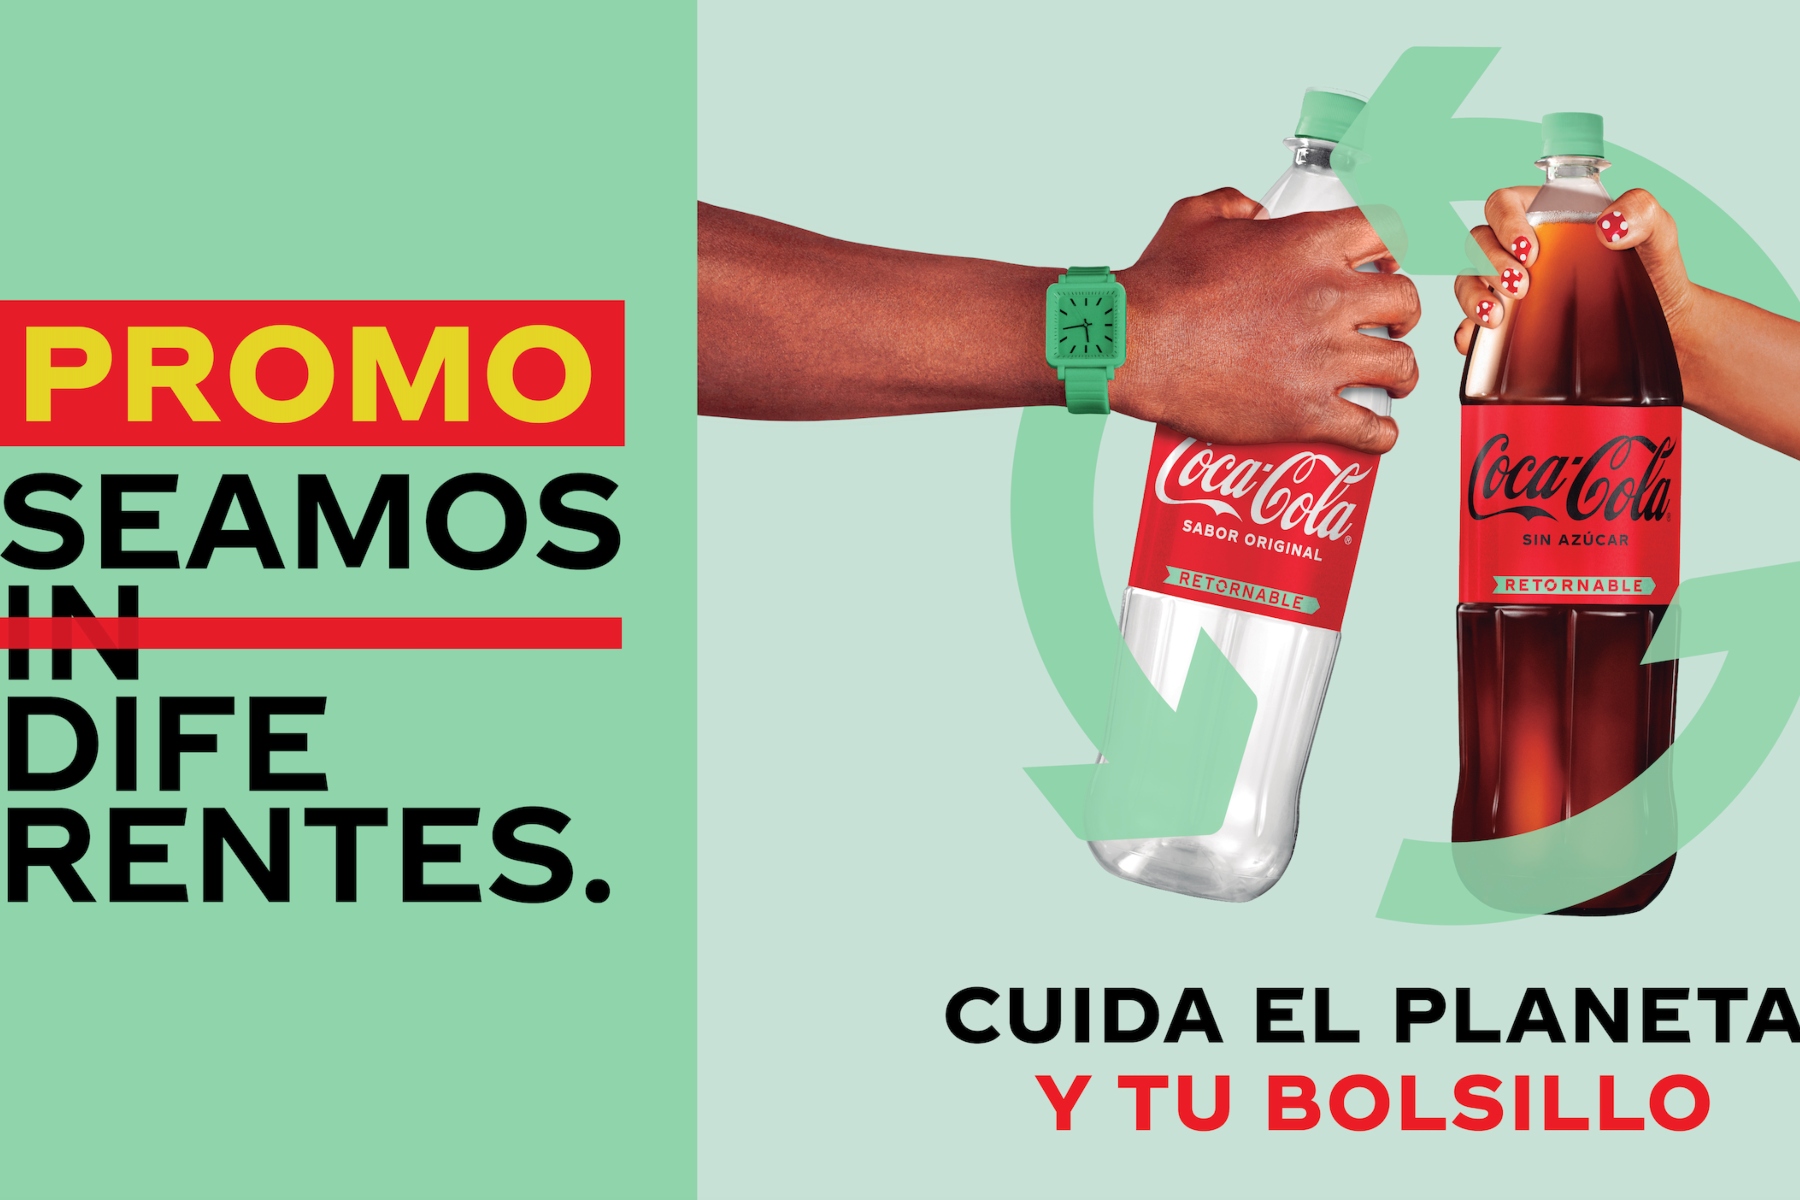 PROMO
SEAMOS
IN
DIFE
RENTES.
Coca-Cola
SABOR ORIGINAL
RETORNABLE
Coca-Cola
SIN AZÚCAR
RETORNABLE
CUIDA EL PLANETA
Y TU BOLSILLO